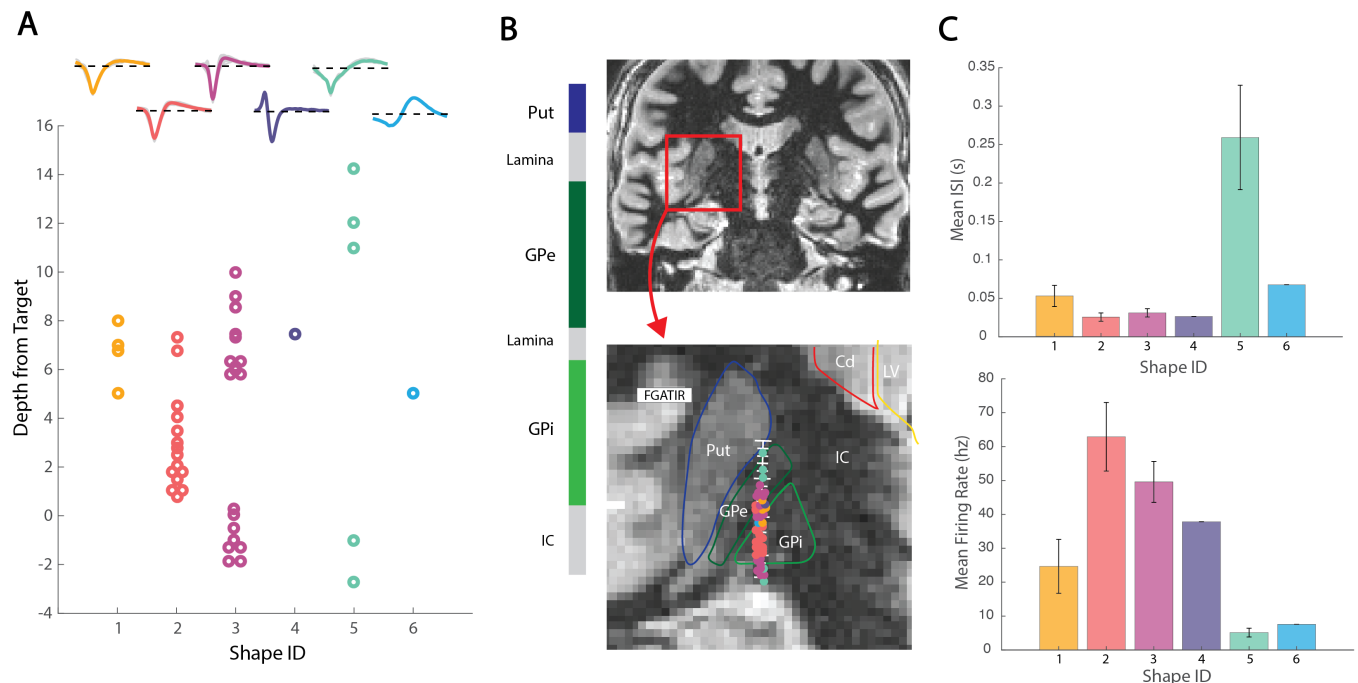 A
16
14
12
10
8
6
4
2
0
-2
-4
Depth from Target
1 2 3 4 5 6
Shape ID
B
Put
Lamina
GPe
Lamina
GPi
IC
FGATIR
Cd
LV
Put
IC
GPe
GPi
C
0.35
0.3
0.25
0.2
0.15
0.1
0.05
0
Mean ISI (s)
1 2 3 4 5 6
Shape ID
80
70
60
50
40
30
20
10
0
Mean Firing Rate (hz)
1 2 3 4 5 6
Shape ID